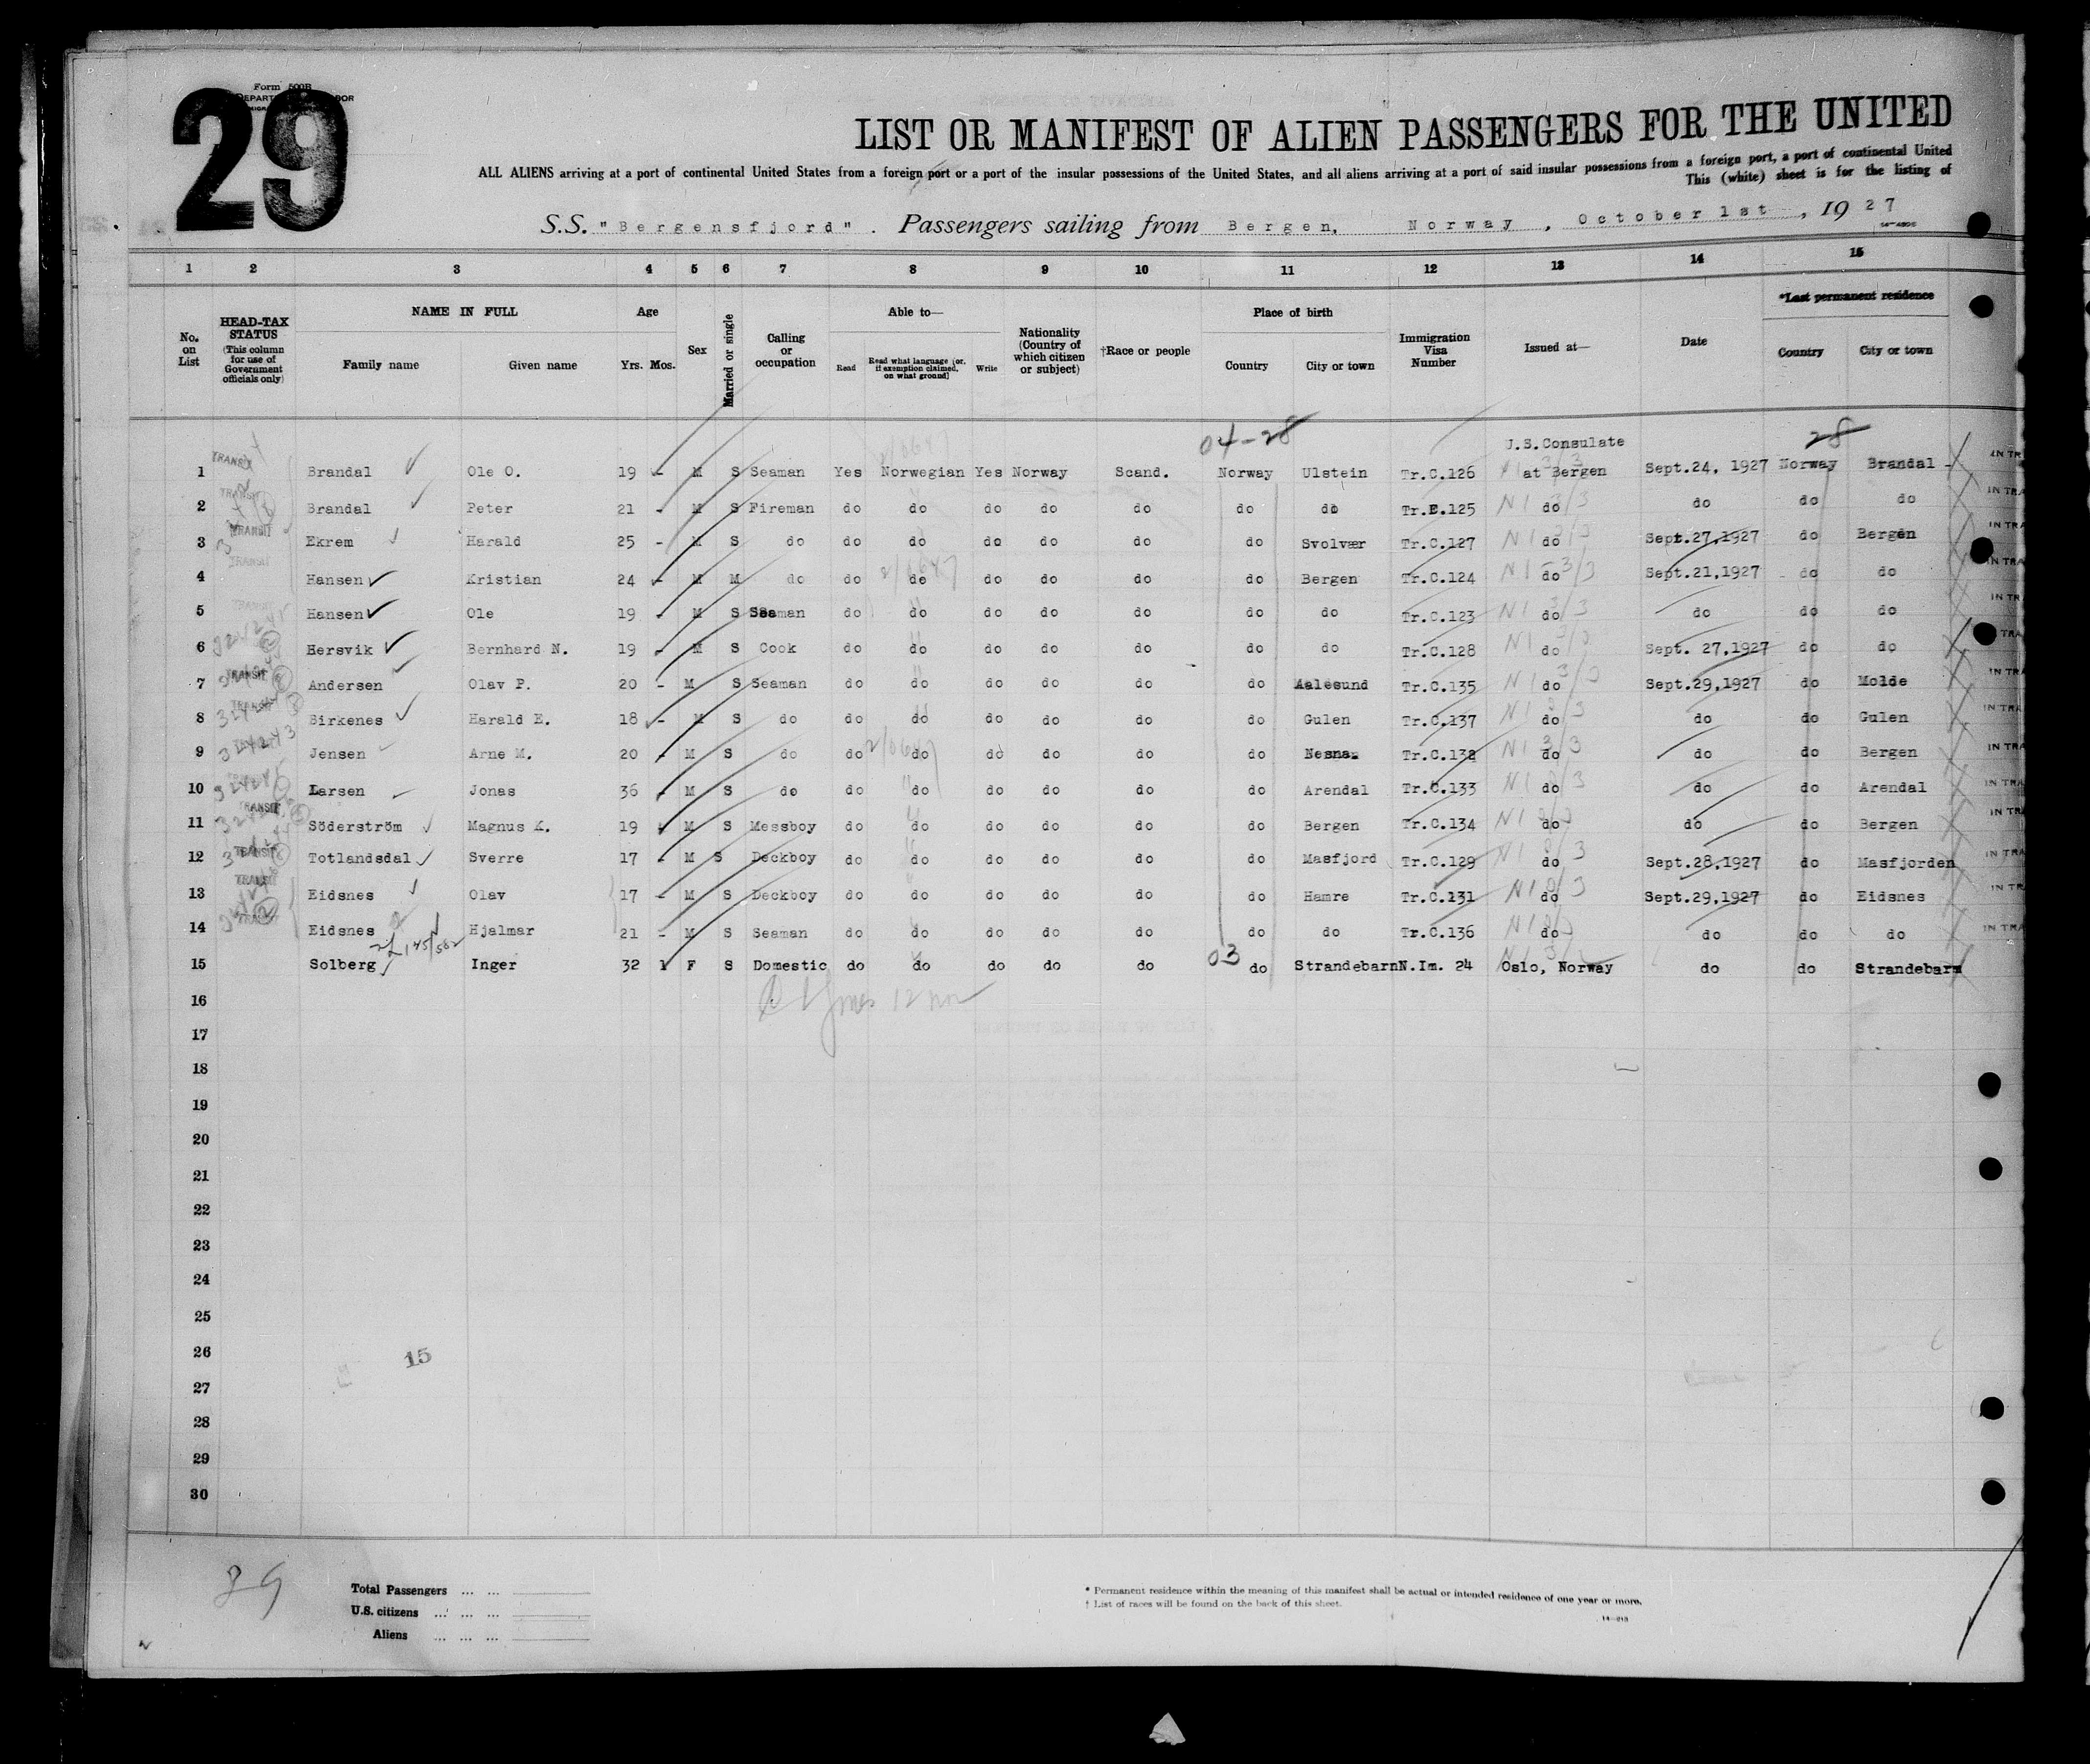 29
Form 500B
LIST OR MANIFEST OF ALIEN PASSENGERS FOR THE UNITED
ALL ALIENS arriving at a port of continental United States from a foreign port or a port of the insular possessions of the United States, and all aliens arriving at a port of said insular possessions from a foreign port, a port of continental United
This (white) sheet is for the listing of
S.S. "Bergensfjord". Passengers sailing from Bergen, Norway, October 1st, 1927
1 2 3 4 5 6 7 8 9 10 11 12 13 14 15
No. on List
HEAD-TAX STATUS (This column for use of Government officials only)
NAME IN FULL Family name Given name
Age Yrs. Mos.
Sex
Married or single
Calling or occupation
Able to— Read Read what language [or, if exemption claimed, on what ground] Write
Nationality (Country of which citizen or subject)
†Race or people
Place of birth Country City or town
Immigration Visa Number
Issued at—
Date
*Last permanent residence Country City or town
04-28 28
U.S.Consulate
1 TRANSIT Brandal Ole O. 19 - M S Seaman Yes Norwegian Yes Norway Scand. Norway Ulstein Tr.C.126 at Bergen Sept.24, 1927 Norway Brandal
2 TRANSIT Brandal Peter 21 - M S Fireman do do do do do do do Tr.C.125 do do do do
3 TRANSIT Ekrem Harald 25 - M S do do do do do do do Svolvær Tr.C.127 do Sept.27,1927 do Bergen
4 TRANSIT Hansen Kristian 24 - M M do do do do do do do Bergen Tr.C.124 do Sept.21,1927 do do
5 TRANSIT Hansen Ole 19 - M S Seaman do do do do do do do Tr.C.123 do do do do
6 Hersvik Bernhard N. 19 - M S Cook do do do do do do do Tr.C.128 do Sept. 27,1927 do do
7 TRANSIT Andersen Olav P. 20 - M S Seaman do do do do do do Aalesund Tr.C.135 do Sept.29,1927 do Molde
8 TRANSIT Birkenes Harald E. 18 - M S do do do do do do do Gulen Tr.C.137 do do do Gulen
9 Jensen Arne M. 20 - M S do do do do do do do Nesna. Tr.C.132 do do do Bergen
10 Larsen Jonas 36 - M S do do do do do do do Arendal Tr.C.133 do do do Arendal
11 TRANSIT Söderström Magnus K. 19 - M S Messboy do do do do do do Bergen Tr.C.134 do do do Bergen
12 TRANSIT Totlandsdal Sverre 17 - M S Deckboy do do do do do do Masfjord Tr.C.129 do Sept.28,1927 do Masfjorden
13 TRANSIT Eidsnes Olav 17 - M S Deckboy do do do do do do Hamre Tr.C.131 do Sept.29,1927 do Eidsnes
14 TRANSIT Eidsnes Hjalmar 21 - M S Seaman do do do do do do do Tr.C.136 do do do do
03
15 Solberg Inger 32 1 F S Domestic do do do do do do Strandebarn N.Im. 24 Oslo, Norway do do Strandebarm
16
17
18
19
20
21
22
23
24
25
26 15
27
28
29
30
Total Passengers ... ...
U.S. citizens ... ... ...
Aliens ... ... ...
* Permanent residence within the meaning of this manifest shall be actual or intended residence of one year or more.
† List of races will be found on the back of this sheet.